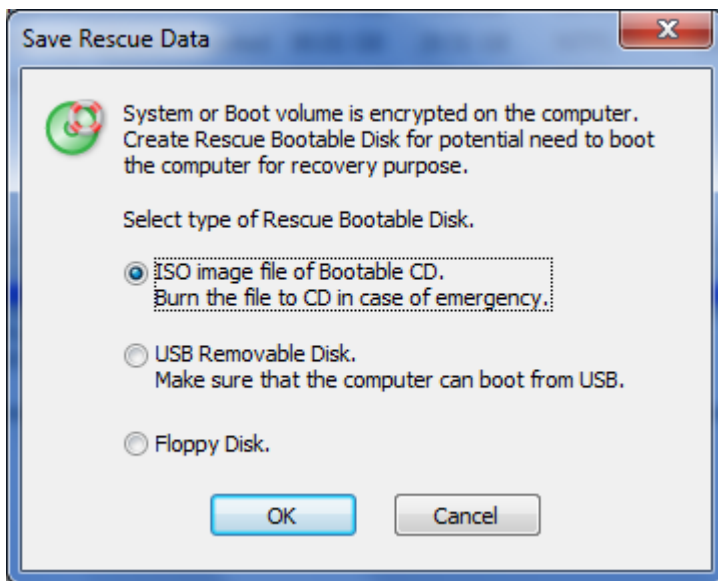 Save Rescue Data
System or Boot volume is encrypted on the computer.
Create Rescue Bootable Disk for potential need to boot
the computer for recovery purpose.
Select type of Rescue Bootable Disk.
ISO image file of Bootable CD.
Burn the file to CD in case of emergency.
USB Removable Disk.
Make sure that the computer can boot from USB.
Floppy Disk.
OK Cancel